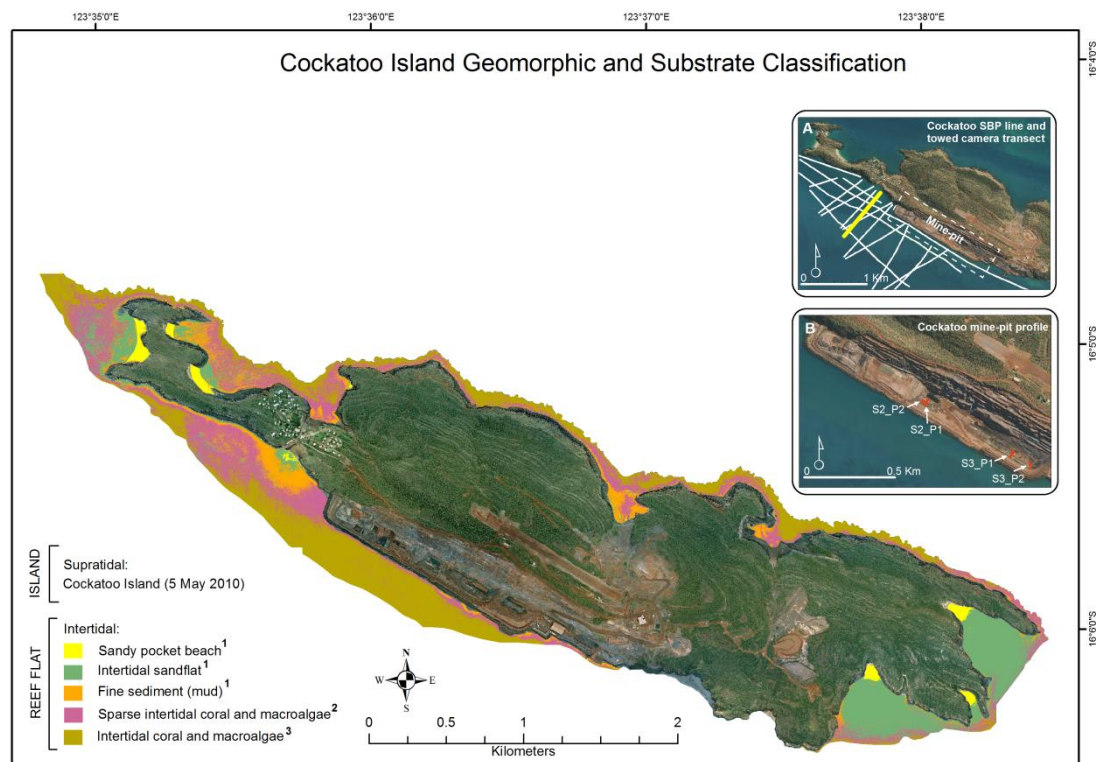 123°35'0"E
123°36'0"E
123°37'0"E
123°38'0"E
16°4'0"S
16°5'0"S
16°6'0"S
Cockatoo Island Geomorphic and Substrate Classification
A
Cockatoo SBP line and
towed camera transect
Mine-pit
0 1 Km
B
Cockatoo mine-pit profile
S2_P2
S2_P1
S3_P1
S3_P2
0 0.5 Km
ISLAND
Supratidal:
Cockatoo Island (5 May 2010)
REEF FLAT
Intertidal:
Sandy pocket beach1
Intertidal sandflat1
Fine sediment (mud)1
Sparse intertidal coral and macroalgae2
Intertidal coral and macroalgae3
N
W E
S
0 0.5 1 2
Kilometers